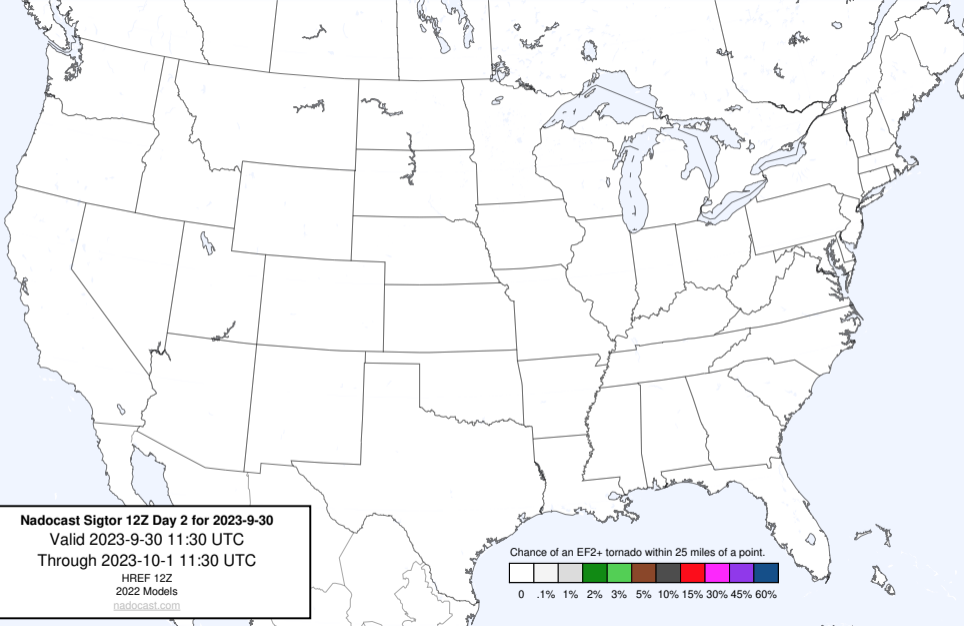 Nadocast Sigtor 12Z Day 2 for 2023-9-30
Valid 2023-9-30 11:30 UTC
Through 2023-10-1 11:30 UTC
HREF 12Z
2022 Models
nadocast.com
Chance of an EF2+ tornado within 25 miles of a point.
0 .1% 1% 2% 3% 5% 10% 15% 30% 45% 60%